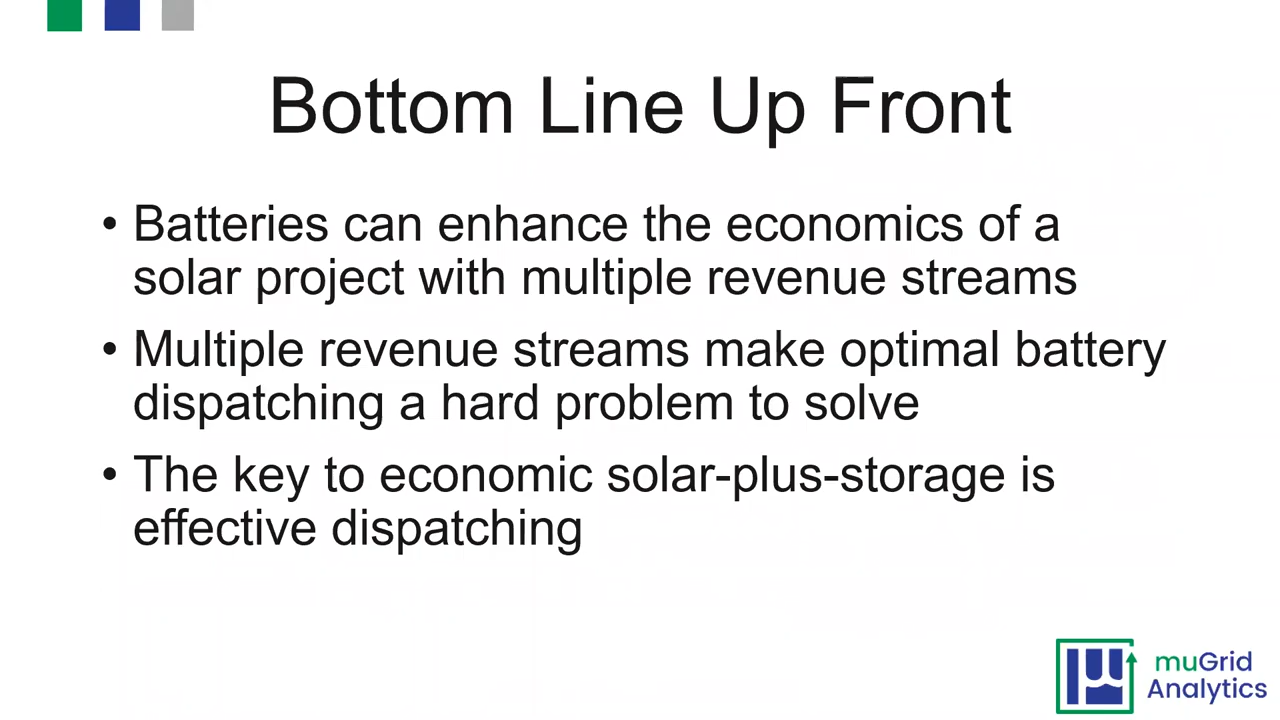 Bottom Line Up Front
• Batteries can enhance the economics of a
solar project with multiple revenue streams
• Multiple revenue streams make optimal battery
dispatching a hard problem to solve
• The key to economic solar-plus-storage is
effective dispatching
muGrid
Analytics